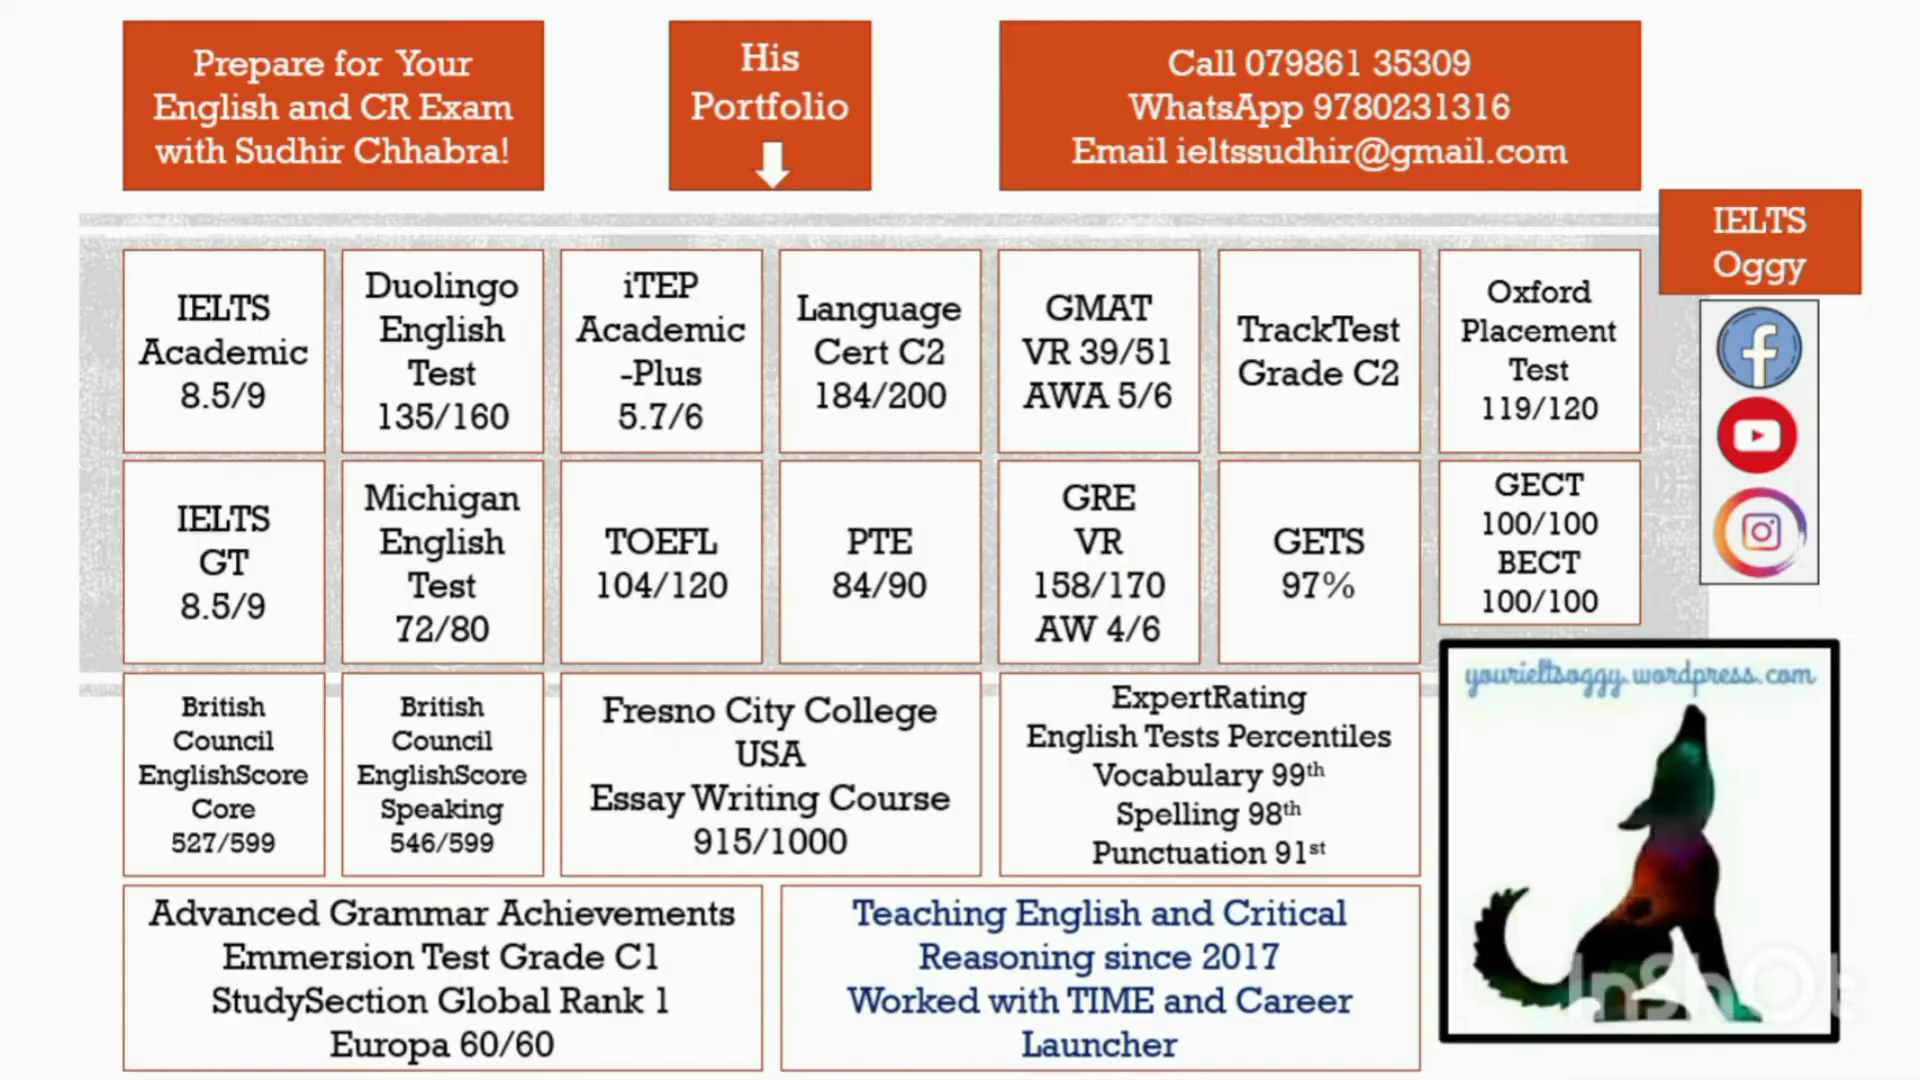 Prepare for Your
English and CR Exam
with Sudhir Chhabra!
His
Portfolio
Call 079861 35309
WhatsApp 9780231316
Email ieltssudhir@gmail.com
IELTS
Oggy
IELTS
Academic
8.5/9
Duolingo
English
Test
135/160
iTEP
Academic
-Plus
5.7/6
Language
Cert C2
184/200
GMAT
VR 39/51
AWA 5/6
TrackTest
Grade C2
Oxford
Placement
Test
119/120
IELTS
GT
8.5/9
Michigan
English
Test
72/80
TOEFL
104/120
PTE
84/90
GRE
VR
158/170
AW 4/6
GETS
97%
GECT
100/100
BECT
100/100
British
Council
EnglishScore
Core
527/599
British
Council
EnglishScore
Speaking
546/599
Fresno City College
USA
Essay Writing Course
915/1000
ExpertRating
English Tests Percentiles
Vocabulary 99th
Spelling 98th
Punctuation 91st
yourieltsoggy.wordpress.com
Advanced Grammar Achievements
Emmersion Test Grade C1
StudySection Global Rank 1
Europa 60/60
Teaching English and Critical
Reasoning since 2017
Worked with TIME and Career
Launcher
InShOt